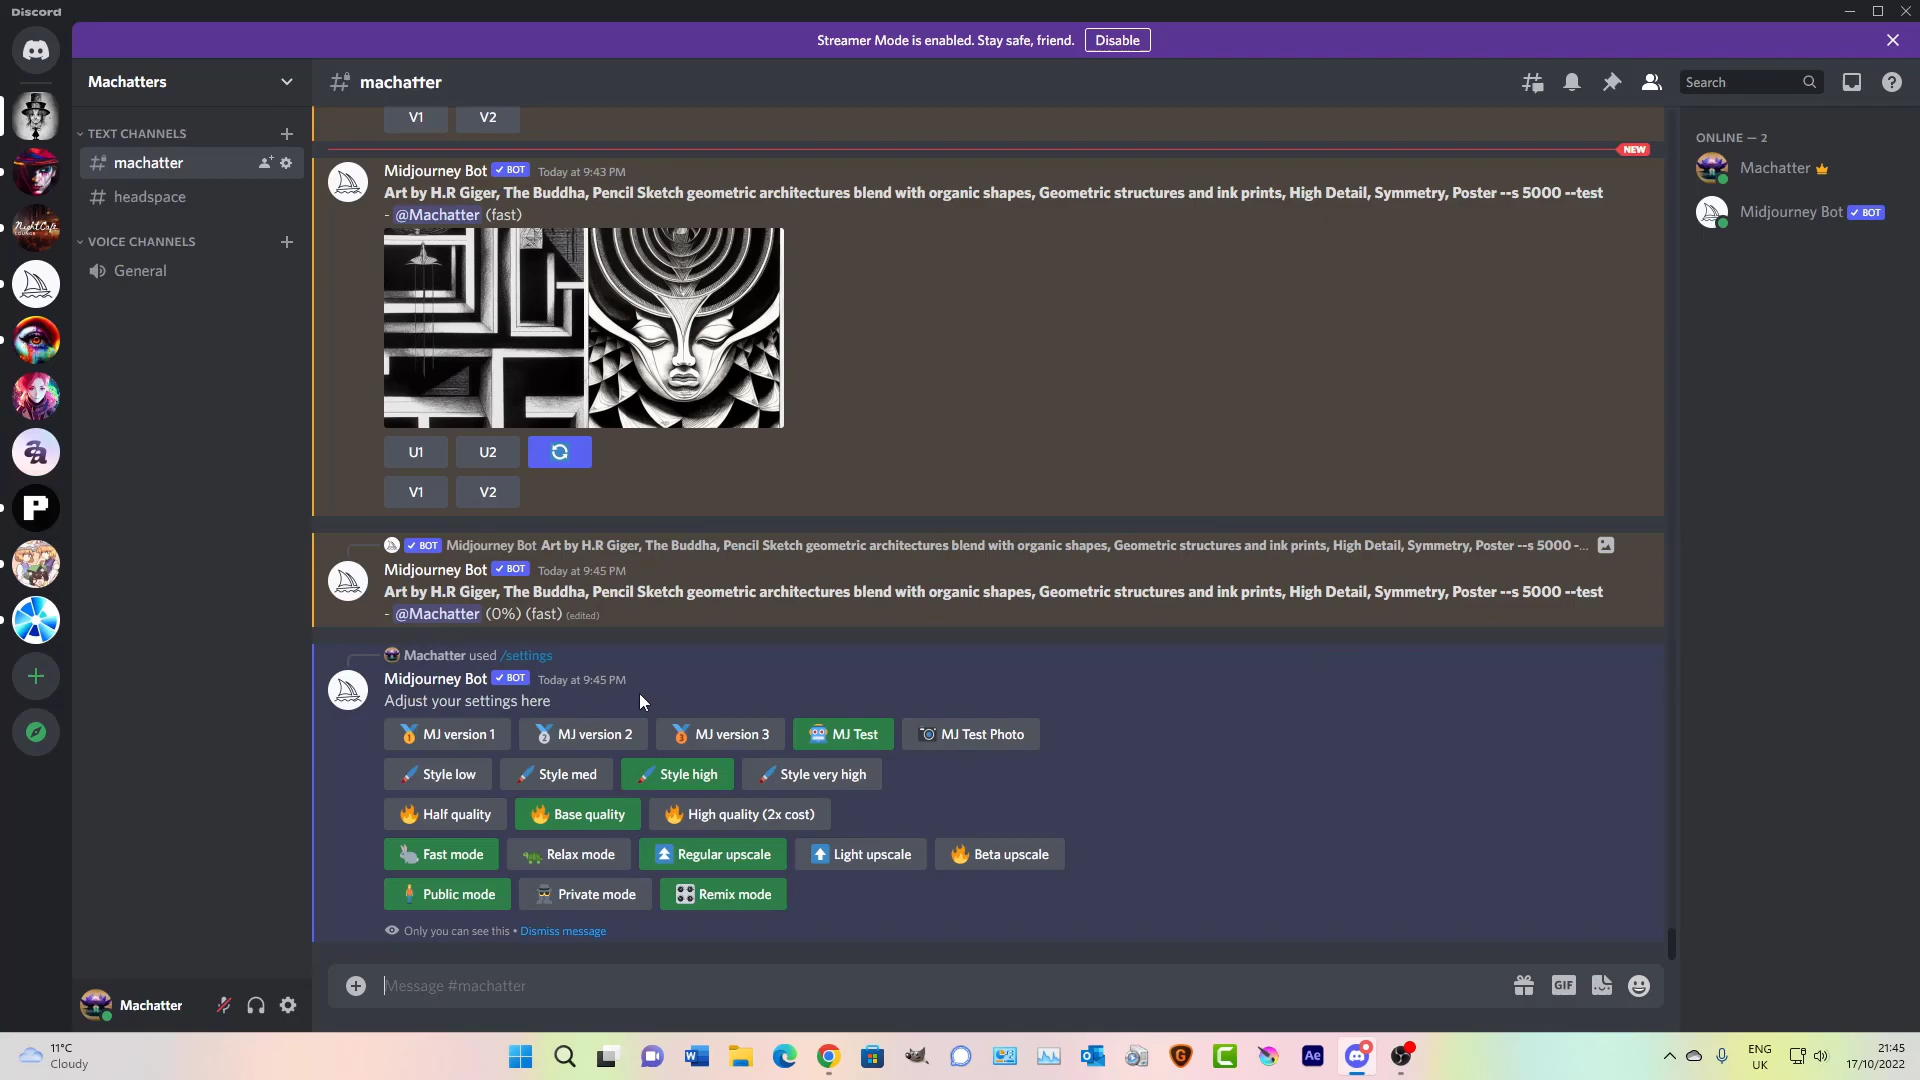 Discord
Streamer Mode is enabled. Stay safe, friend.
Disable
Machatters
machatter
Search
TEXT CHANNELS
machatter
headspace
VOICE CHANNELS
General
V1
V2
NEW
Midjourney Bot BOT Today at 9:43 PM
Art by H.R Giger, The Buddha, Pencil Sketch geometric architectures blend with organic shapes, Geometric structures and ink prints, High Detail, Symmetry, Poster --s 5000 --test
- @Machatter (fast)
U1
U2
V1
V2
BOT Midjourney Bot Art by H.R Giger, The Buddha, Pencil Sketch geometric architectures blend with organic shapes, Geometric structures and ink prints, High Detail, Symmetry, Poster --s 5000 -...
Midjourney Bot BOT Today at 9:45 PM
Art by H.R Giger, The Buddha, Pencil Sketch geometric architectures blend with organic shapes, Geometric structures and ink prints, High Detail, Symmetry, Poster --s 5000 --test
- @Machatter (0%) (fast) (edited)
Machatter used /settings
Midjourney Bot BOT Today at 9:45 PM
Adjust your settings here
1 MJ version 1
2 MJ version 2
3 MJ version 3
MJ Test
MJ Test Photo
Style low
Style med
Style high
Style very high
Half quality
Base quality
High quality (2x cost)
Fast mode
Relax mode
Regular upscale
Light upscale
Beta upscale
Public mode
Private mode
Remix mode
Only you can see this • Dismiss message
Message #machatter
GIF
ONLINE — 2
Machatter
Midjourney Bot BOT
NightCafe
LOUNGE
a
P
Machatter
11°C
Cloudy
W
Ae
ENG
UK
21:45
17/10/2022